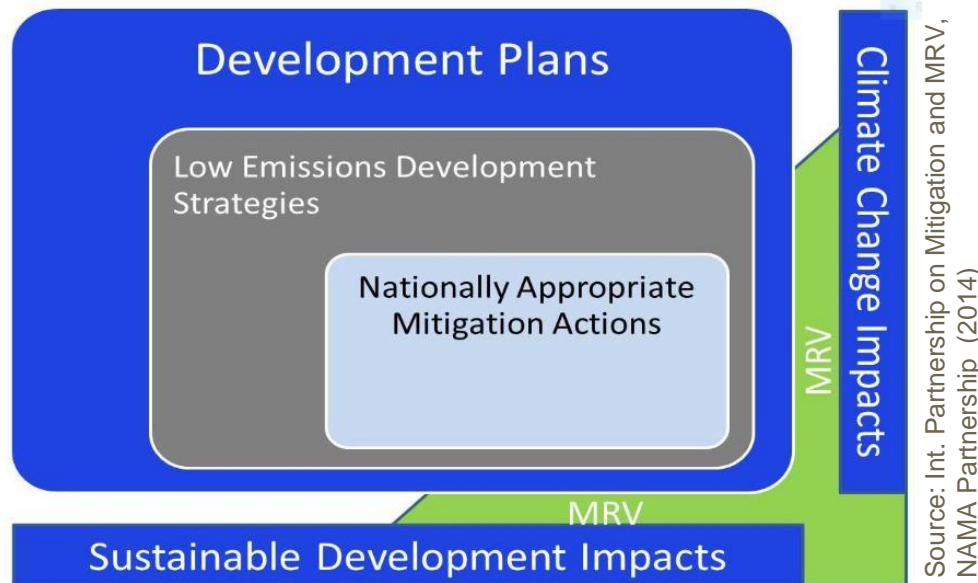 Development Plans
Low Emissions Development
Strategies
Nationally Appropriate
Mitigation Actions
MRV
Climate Change Impacts
MRV
Sustainable Development Impacts
Source: Int. Partnership on Mitigation and MRV,
NAMA Partnership (2014)